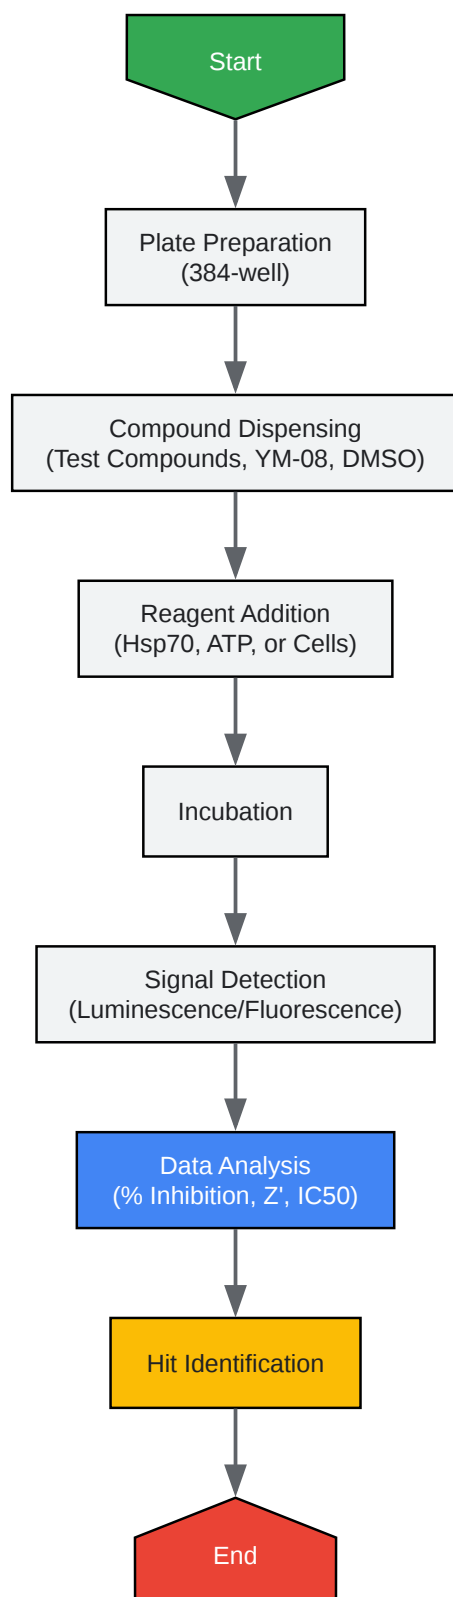 Start
Plate Preparation
(384-well)
Compound Dispensing
(Test Compounds, YM-08, DMSO)
Reagent Addition
(Hsp70, ATP, or Cells)
Incubation
Signal Detection
(Luminescence/Fluorescence)
Data Analysis
(% Inhibition, Z', IC50)
Hit Identification
End